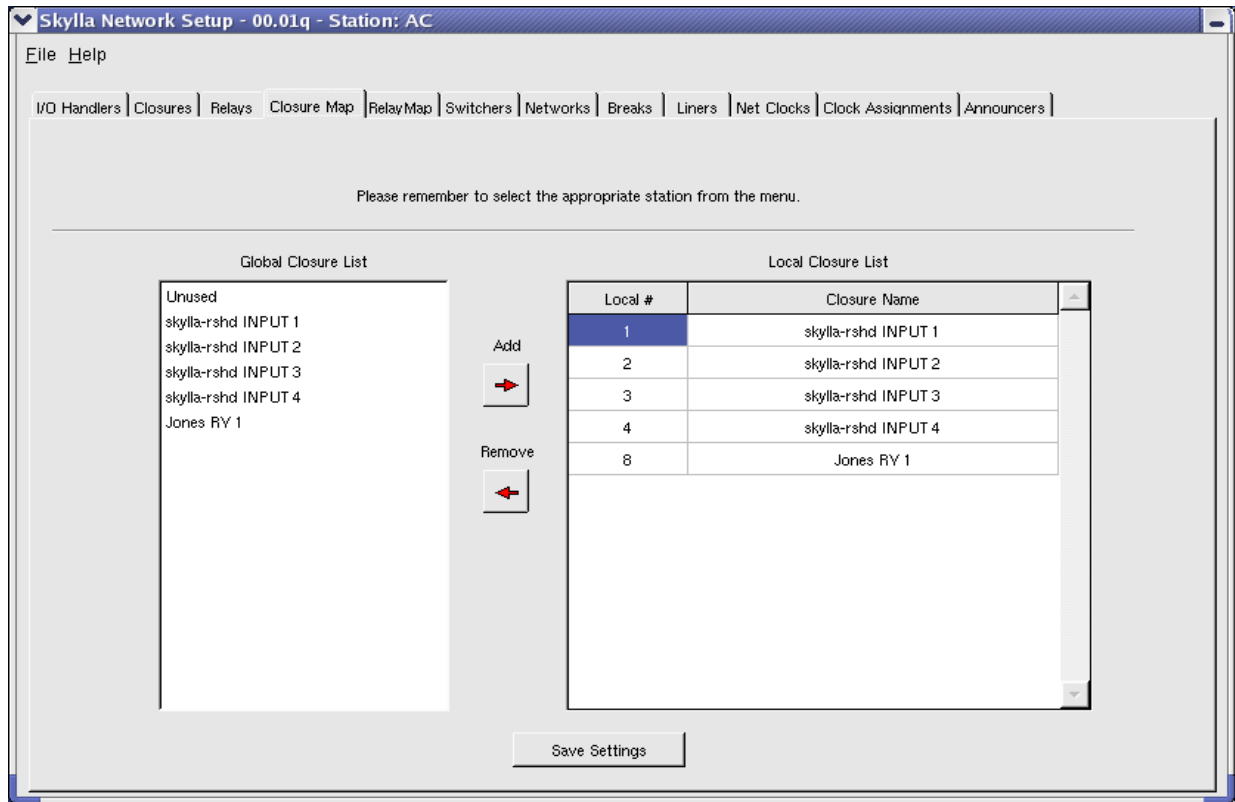 Skylla Network Setup - 00.01q - Station: AC
File Help
I/O Handlers Closures Relays Closure Map RelayMap Switchers Networks Breaks Liners Net Clocks Clock Assignments Announcers
Please remember to select the appropriate station from the menu.
Global Closure List
Unused
skylla-rshd INPUT 1
skylla-rshd INPUT 2
skylla-rshd INPUT 3
skylla-rshd INPUT 4
Jones RV 1
Add
Remove
Local Closure List
Local # Closure Name
1 skylla-rshd INPUT 1
2 skylla-rshd INPUT 2
3 skylla-rshd INPUT 3
4 skylla-rshd INPUT 4
8 Jones RV 1
Save Settings